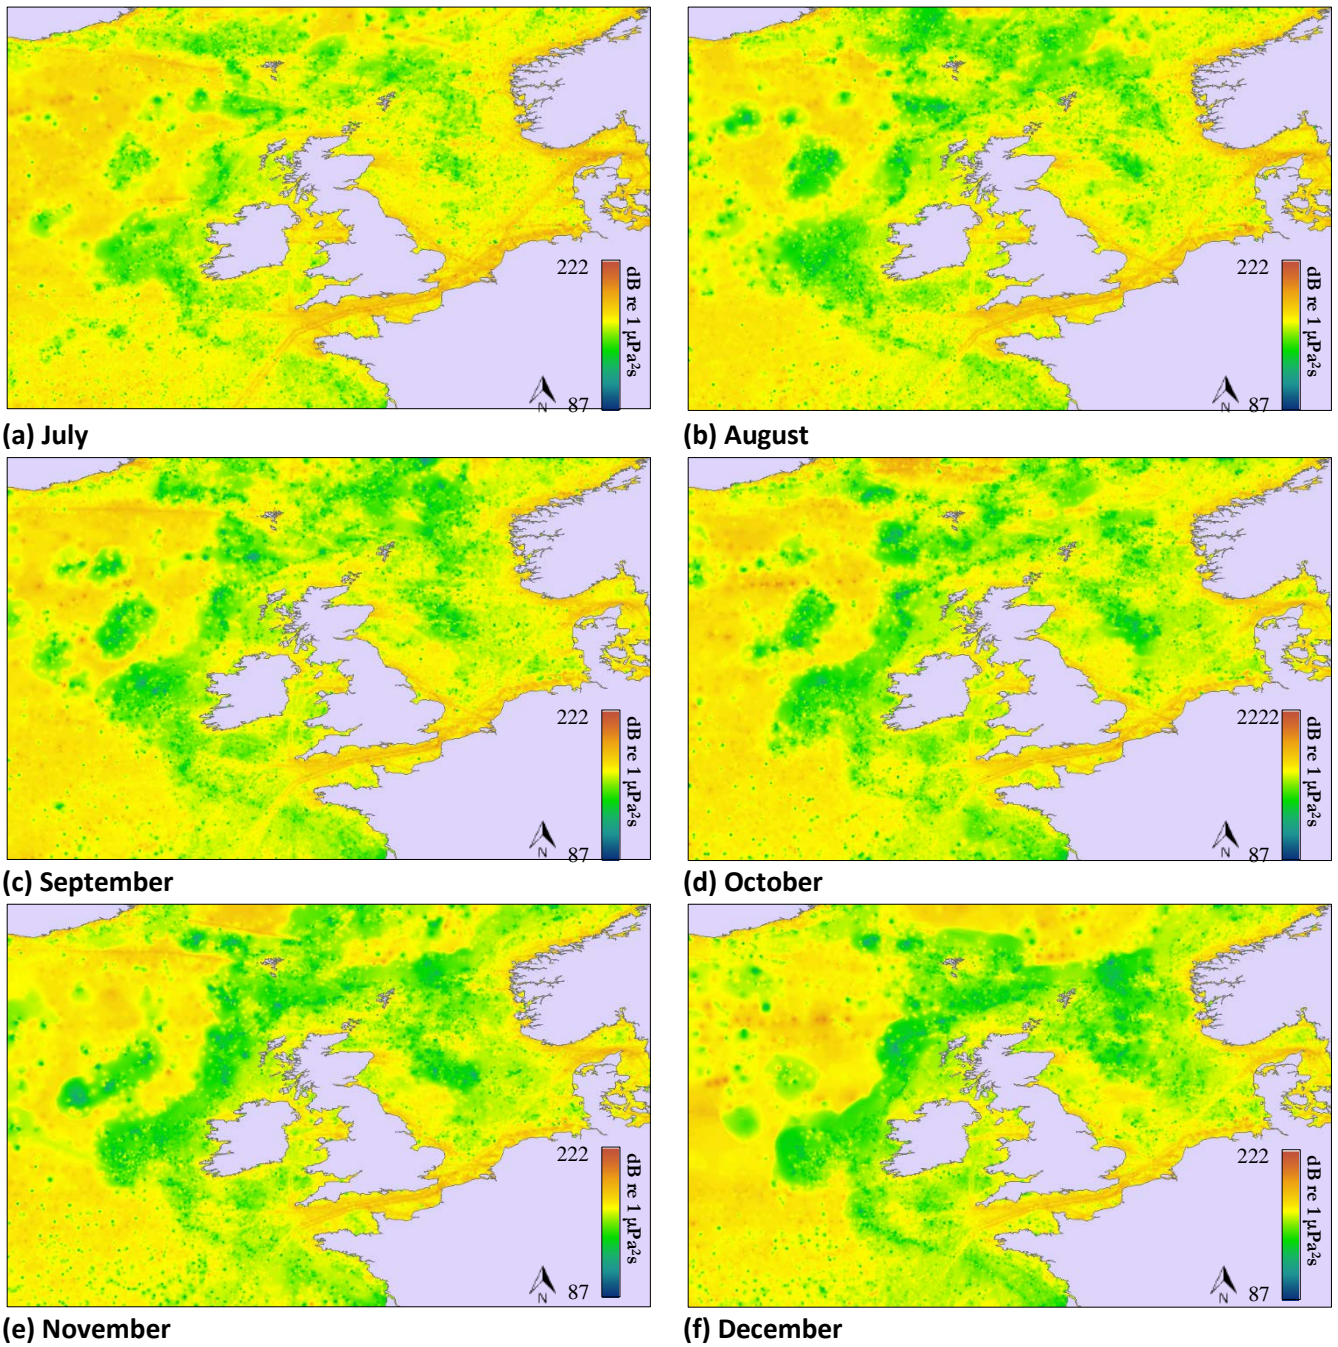 222
dB re 1 µPa²s
87
N
(a) July
222
dB re 1 µPa²s
87
N
(b) August
222
dB re 1 µPa²s
87
N
(c) September
2222
dB re 1 µPa²s
87
N
(d) October
222
dB re 1 µPa²s
87
N
(e) November
222
dB re 1 µPa²s
87
N
(f) December